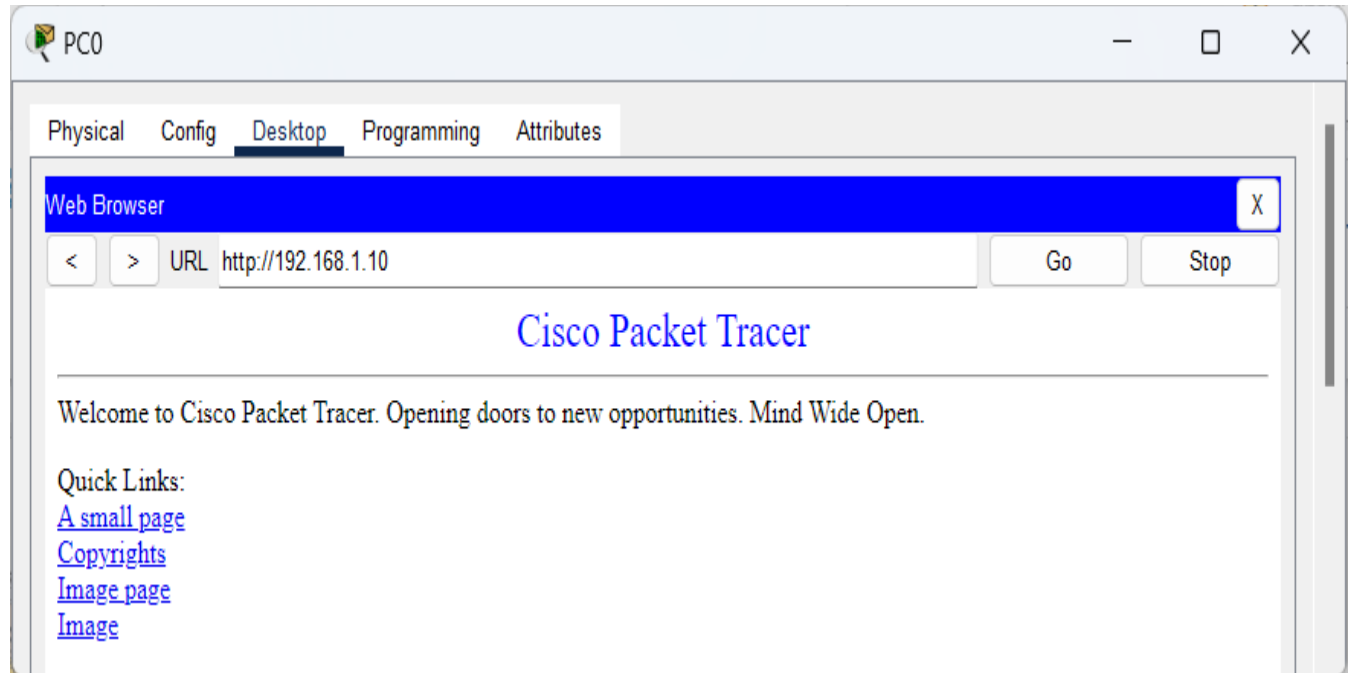 PC0
Physical Config Desktop Programming Attributes
Web Browser X
< > URL http://192.168.1.10 Go Stop
Cisco Packet Tracer
Welcome to Cisco Packet Tracer. Opening doors to new opportunities. Mind Wide Open.
Quick Links:
A small page
Copyrights
Image page
Image